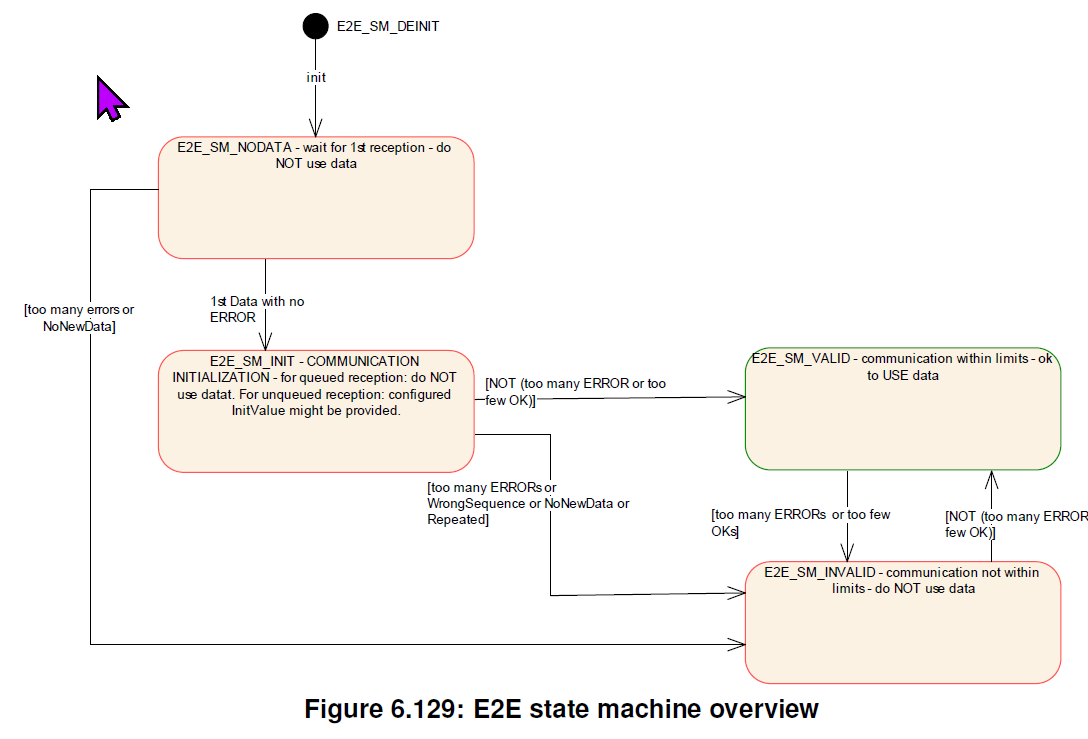 E2E_SM_DEINIT
init
E2E_SM_NODATA - wait for 1st reception - do
NOT use data
[too many errors or
NoNewData]
1st Data with no
ERROR
E2E_SM_INIT - COMMUNICATION
INITIALIZATION - for queued reception: do NOT
use datat. For unqueued reception: configured
InitValue might be provided.
[NOT (too many ERROR or too
few OK)]
E2E_SM_VALID - communication within limits - ok
to USE data
[too many ERRORs or
WrongSequence or NoNewData or
Repeated]
[too many ERRORs or too few
OKs]
[NOT (too many ERROR
few OK)]
E2E_SM_INVALID - communication not within
limits - do NOT use data
Figure 6.129: E2E state machine overview